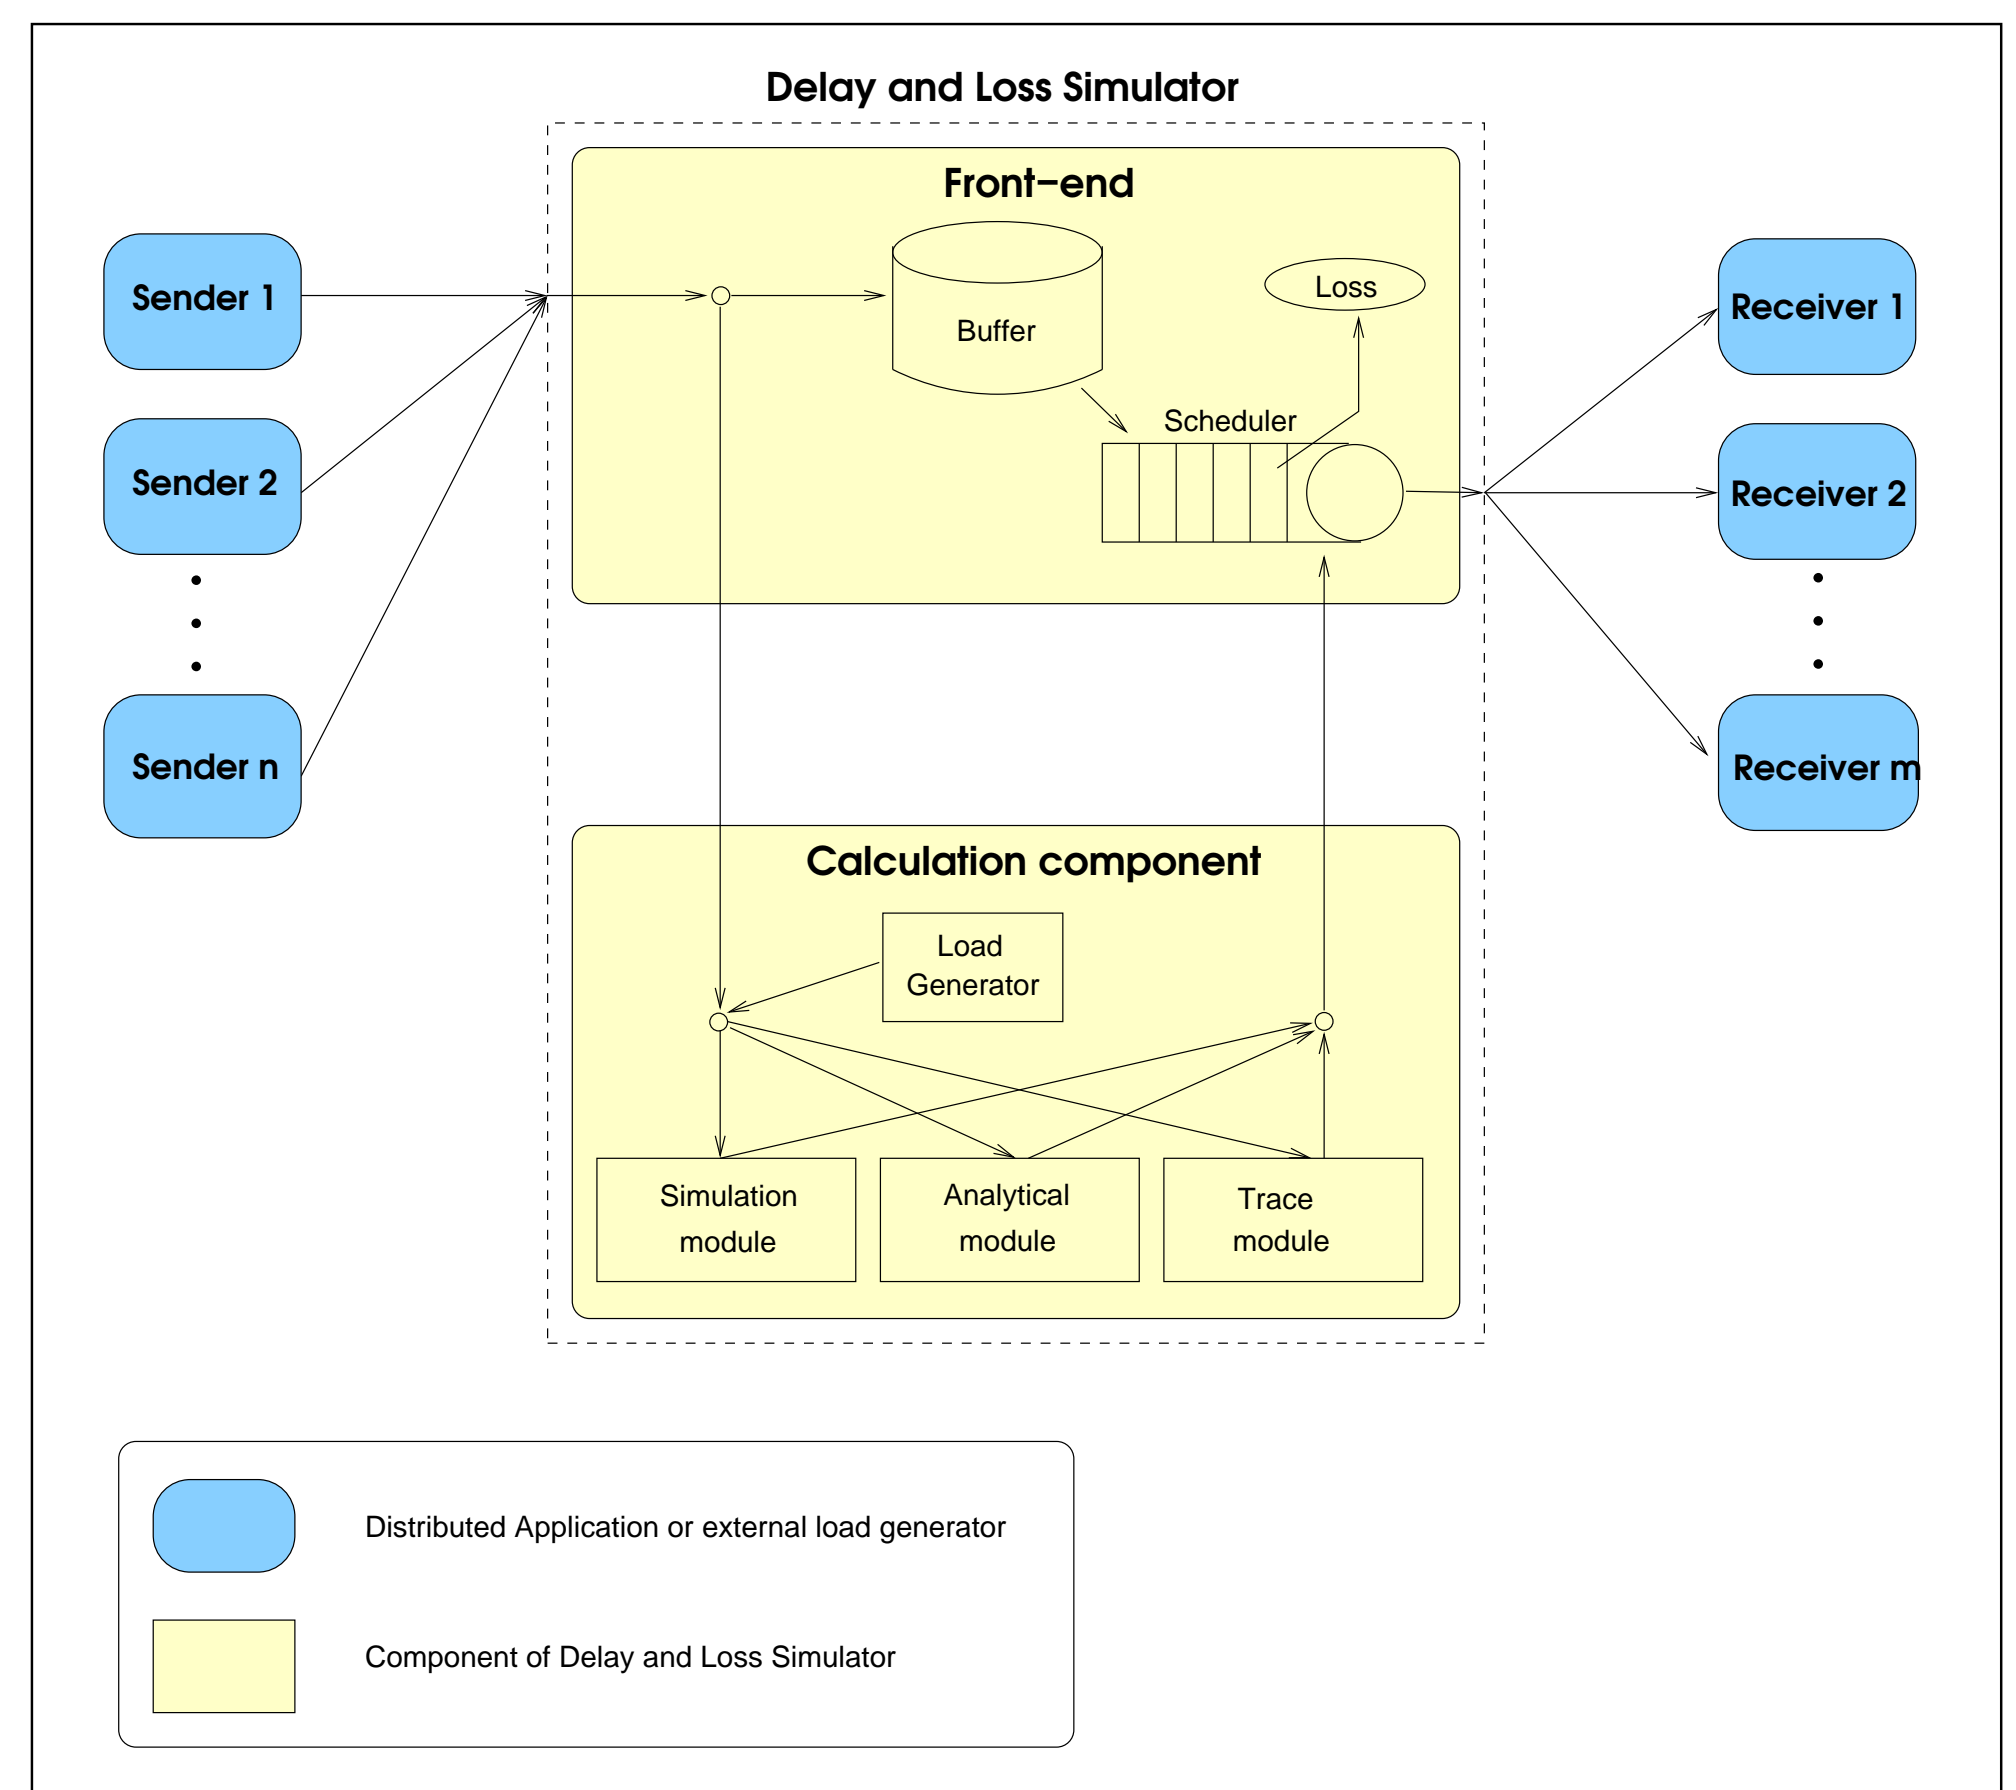 Delay and Loss Simulator
Front-end
Sender 1
Sender 2
Sender n
Buffer
Loss
Scheduler
Receiver 1
Receiver 2
Receiver m
Calculation component
Load
Generator
Simulation
module
Analytical
module
Trace
module
Distributed Application or external load generator
Component of Delay and Loss Simulator